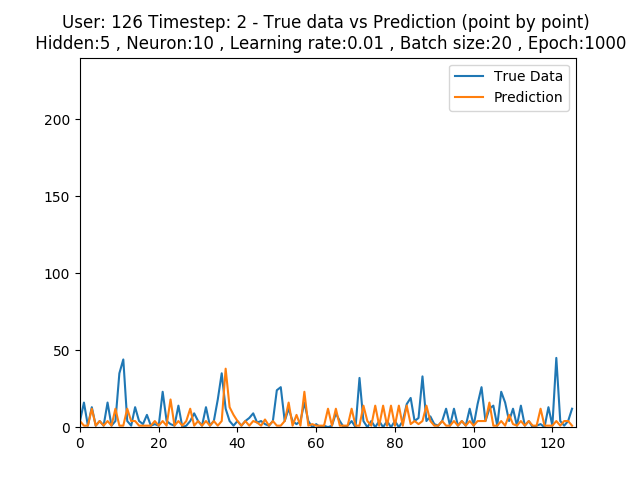 User: 126 Timestep: 2 - True data vs Prediction (point by point)
Hidden:5 , Neuron:10 , Learning rate:0.01 , Batch size:20 , Epoch:1000
True Data
Prediction
200
150
100
50
0
0 20 40 60 80 100 120